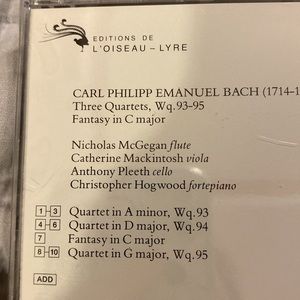 EDITIONS DE
L'OISEAU-LYRE
CARL PHILIPP EMANUEL BACH (1714-1
Three Quartets, Wq.93-95
Fantasy in C major
Nicholas McGegan flute
Catherine Mackintosh viola
Anthony Pleeth cello
Christopher Hogwood fortepiano
1-3 Quartet in A minor, Wq.93
4-6 Quartet in D major, Wq.94
7 Fantasy in C major
8-10 Quartet in G major, Wq.95
ADD